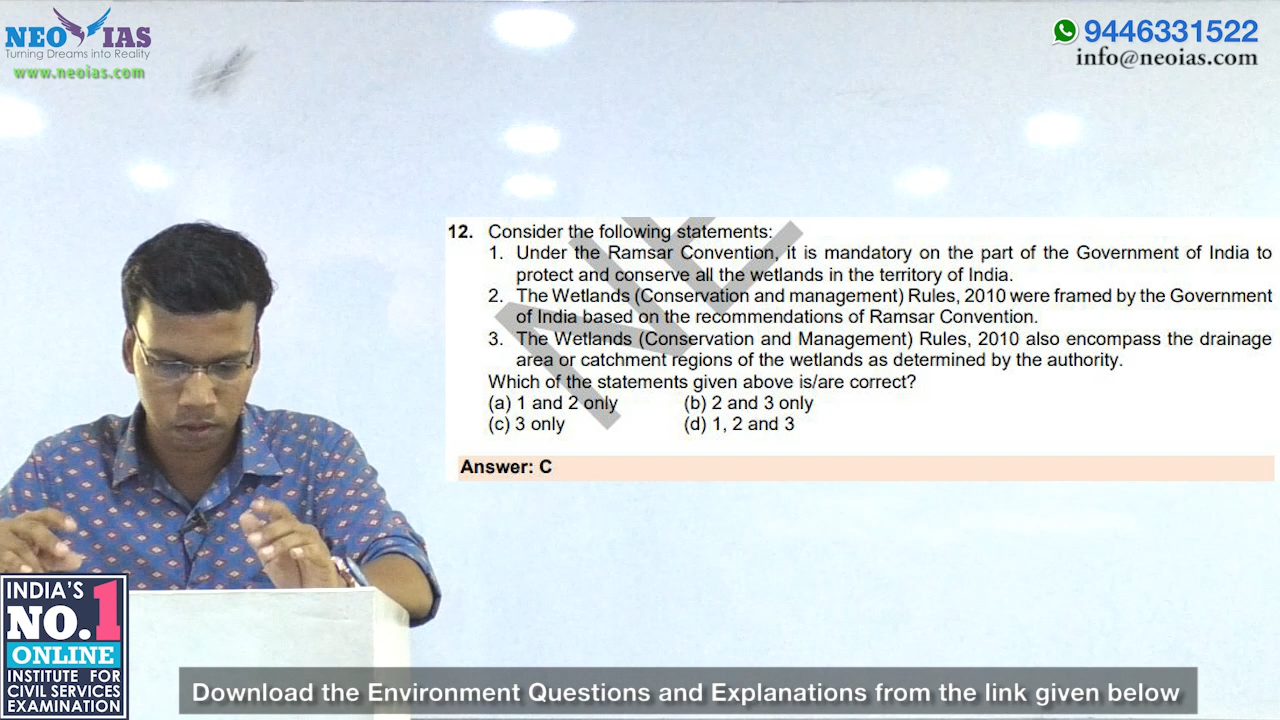 NEO IAS
Turning Dreams into Reality
www.neoias.com
9446331522
info@neoias.com
12. Consider the following statements:
1. Under the Ramsar Convention, it is mandatory on the part of the Government of India to
protect and conserve all the wetlands in the territory of India.
2. The Wetlands (Conservation and management) Rules, 2010 were framed by the Government
of India based on the recommendations of Ramsar Convention.
3. The Wetlands (Conservation and Management) Rules, 2010 also encompass the drainage
area or catchment regions of the wetlands as determined by the authority.
Which of the statements given above is/are correct?
(a) 1 and 2 only (b) 2 and 3 only
(c) 3 only (d) 1, 2 and 3
Answer: C
INDIA'S
NO.1
ONLINE
INSTITUTE FOR
CIVIL SERVICES
EXAMINATION
Download the Environment Questions and Explanations from the link given below